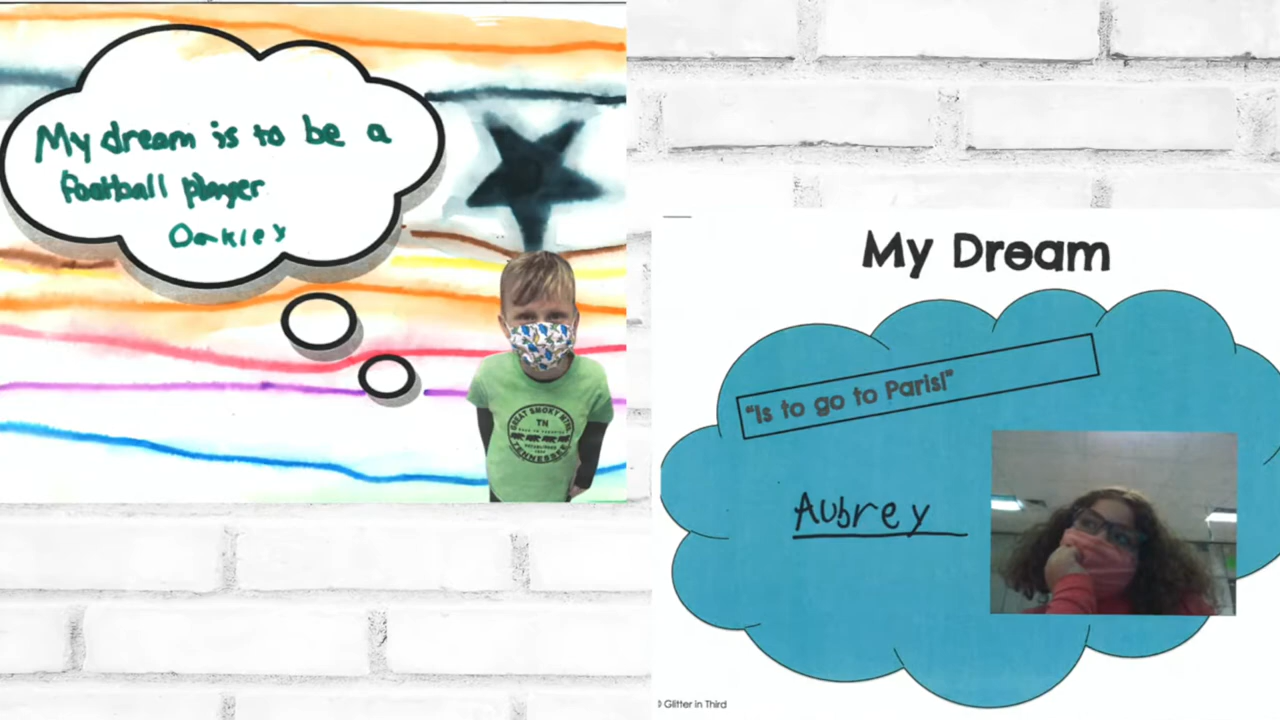 My dream is to be a
football player
Oakley
GREAT SMOKY MTNS
TN
TENNESSEE
My Dream
"Is to go to Paris!"
Aubrey
© Glitter in Third